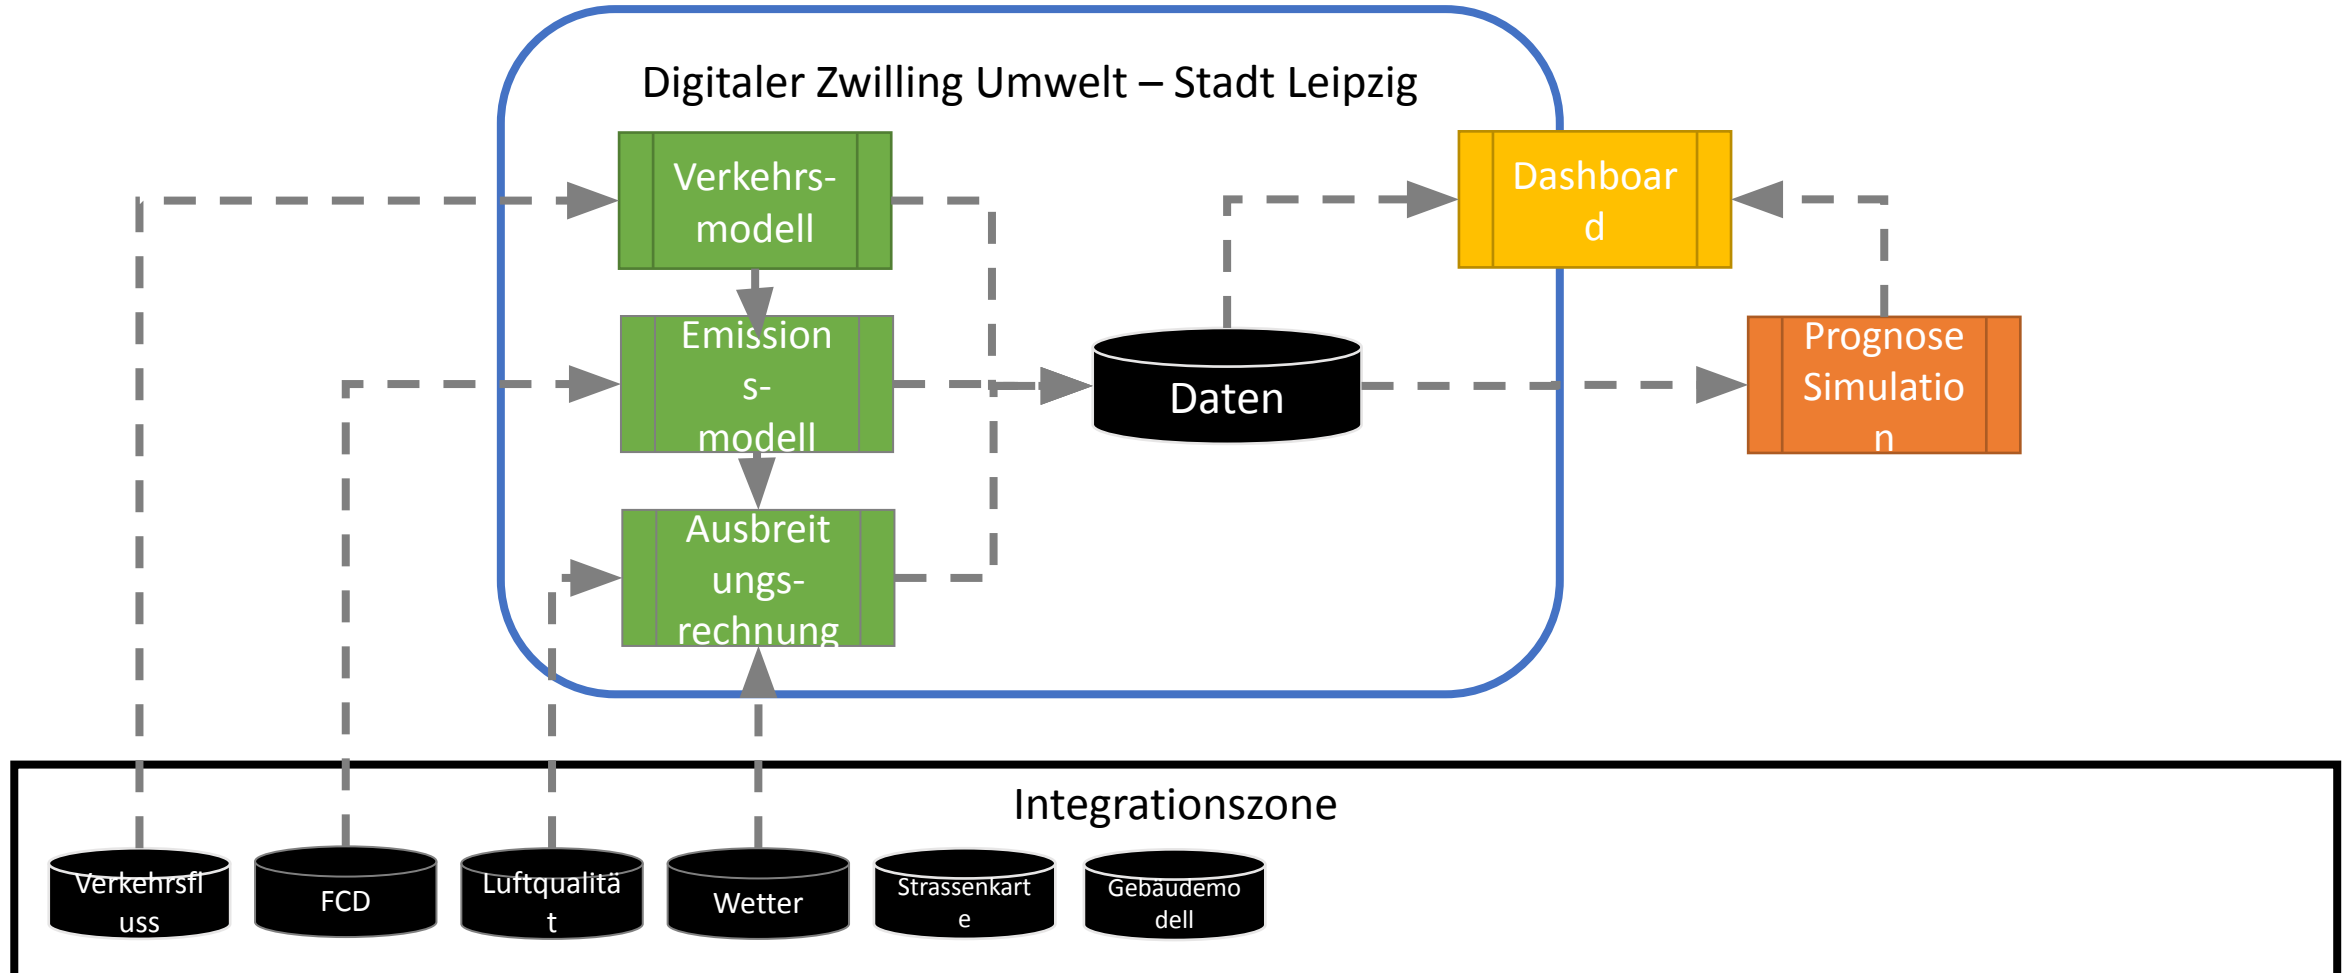 Digitaler Zwilling Umwelt – Stadt Leipzig
Verkehrs-
modell
Dashboar
d
Emission
s-
modell
Daten
Prognose
Simulatio
n
Ausbreit
ungs-
rechnung
Integrationszone
Verkehrsfl
uss
FCD
Luftqualitä
t
Wetter
Strassenkart
e
Gebäudemo
dell